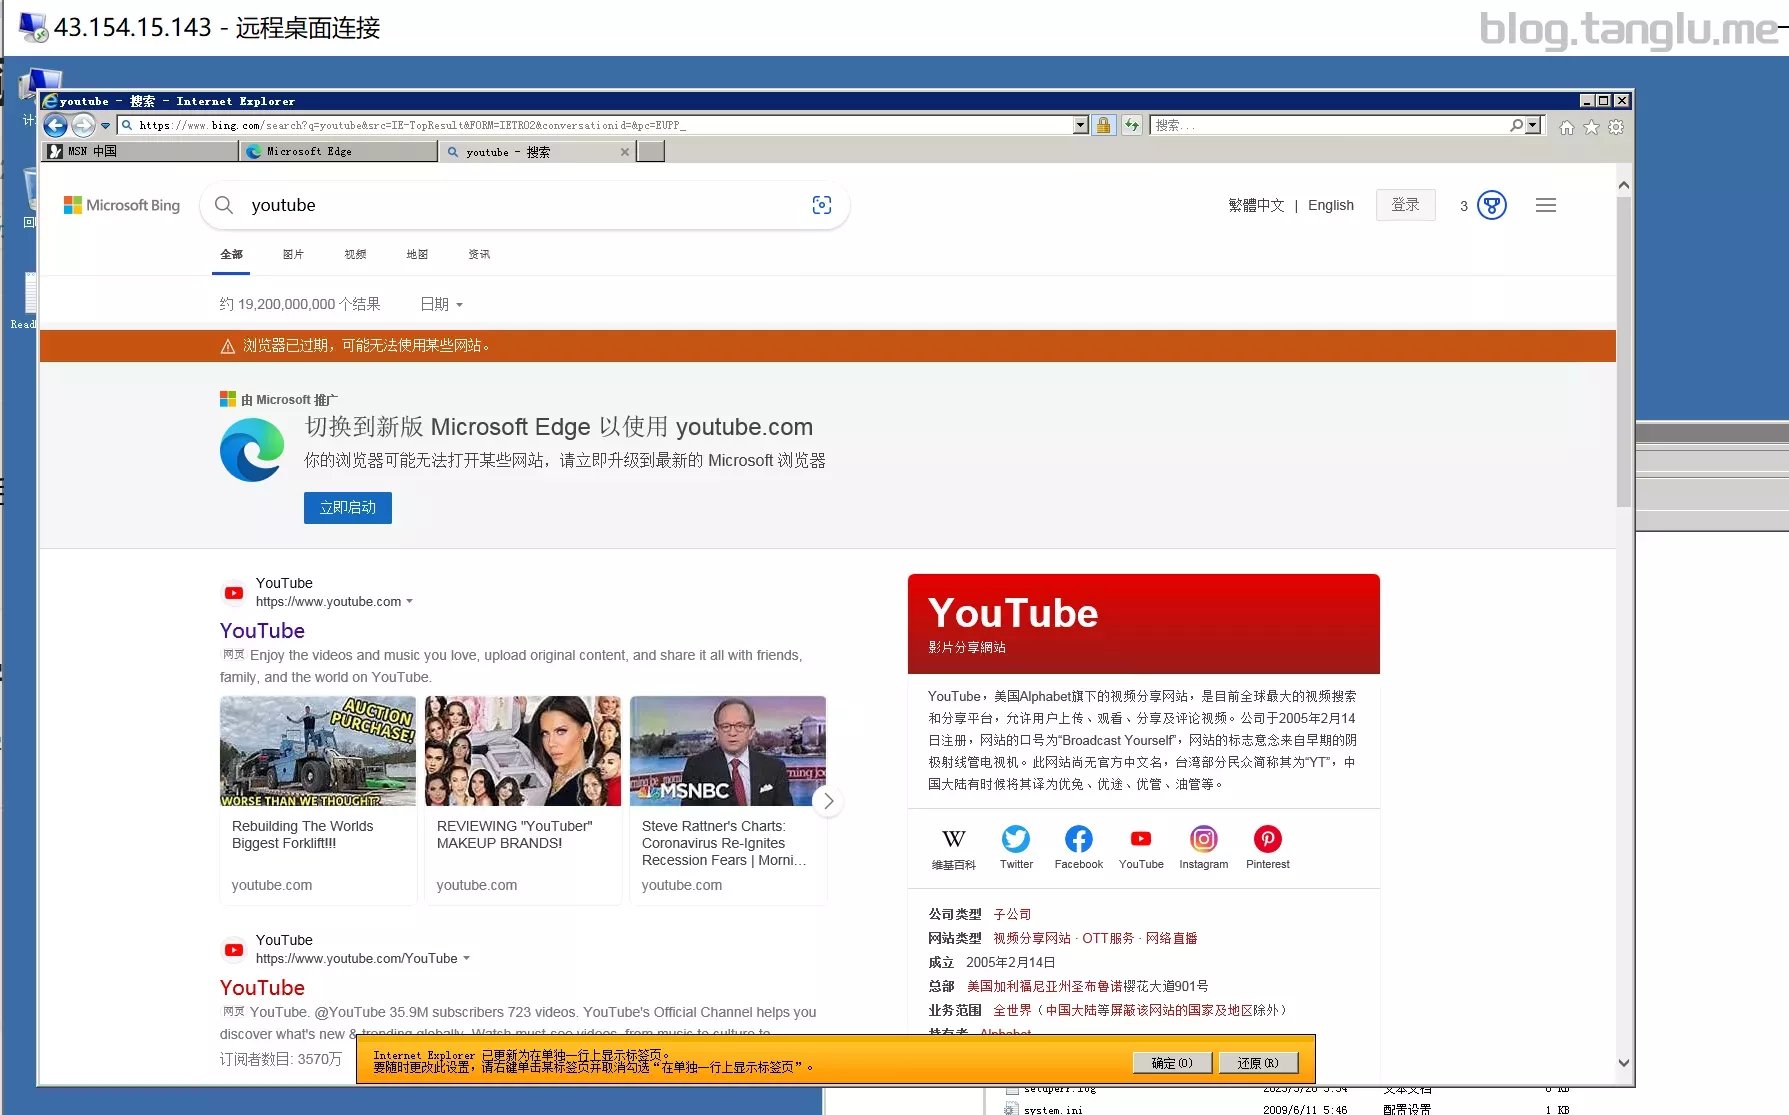 43.154.15.143 - 远程桌面连接
blog.tanglu.me
youtube - 搜索 - Internet Explorer
https://www.bing.com/search?q=youtube&src=IE-TopResult&FORM=IETR02&conversationid=&pc=EUPP_
搜索...
MSN 中国
Microsoft Edge
youtube - 搜索
Microsoft Bing
youtube
繁體中文 | English
登录
3
全部 图片 视频 地图 资讯
约 19,200,000,000 个结果
日期
浏览器已过期，可能无法使用某些网站。
由 Microsoft 推广
切换到新版 Microsoft Edge 以使用 youtube.com
你的浏览器可能无法打开某些网站，请立即升级到最新的 Microsoft 浏览器
立即启动
YouTube
https://www.youtube.com
YouTube
网页 Enjoy the videos and music you love, upload original content, and share it all with friends,
family, and the world on YouTube.
AUCTION
PURCHASE!
WORSE THAN WE THOUGHT?
MSNBC
Rebuilding The Worlds
Biggest Forklift!!!
youtube.com
REVIEWING "YouTuber"
MAKEUP BRANDS!
youtube.com
Steve Rattner's Charts:
Coronavirus Re-Ignites
Recession Fears | Morni...
youtube.com
YouTube
https://www.youtube.com/YouTube
YouTube
网页 YouTube. @YouTube 35.9M subscribers 723 videos. YouTube's Official Channel helps you
discover what's new & trending globally. Watch must-see videos, from music to culture to
订阅者数目: 3570万
YouTube
影片分享網站
YouTube，美国Alphabet旗下的视频分享网站，是目前全球最大的视频搜索
和分享平台，允许用户上传、观看、分享及评论视频。公司于2005年2月14
日注册，网站的口号为“Broadcast Yourself”，网站的标志意念来自早期的阴
极射线管电视机。此网站尚无官方中文名，台湾部分民众简称其为“YT”，中
国大陆有时候将其译为优兔、优途、优管、油管等。
W
维基百科
Twitter
Facebook
YouTube
Instagram
Pinterest
公司类型 子公司
网站类型 视频分享网站 · OTT服务 · 网络直播
成立 2005年2月14日
总部 美国加利福尼亚州圣布鲁诺樱花大道901号
业务范围 全世界（中国大陆等屏蔽该网站的国家及地区除外）
持有者 Alphabet
Internet Explorer 已更新为在单独一行上显示标签页。
要随时更改此设置，请右键单击某标签页并取消勾选“在单独一行上显示标签页”。
确定(O)
还原(R)
setuperr.log
文本文档
0 KB
system.ini
2009/6/11 5:46
配置设置
1 KB